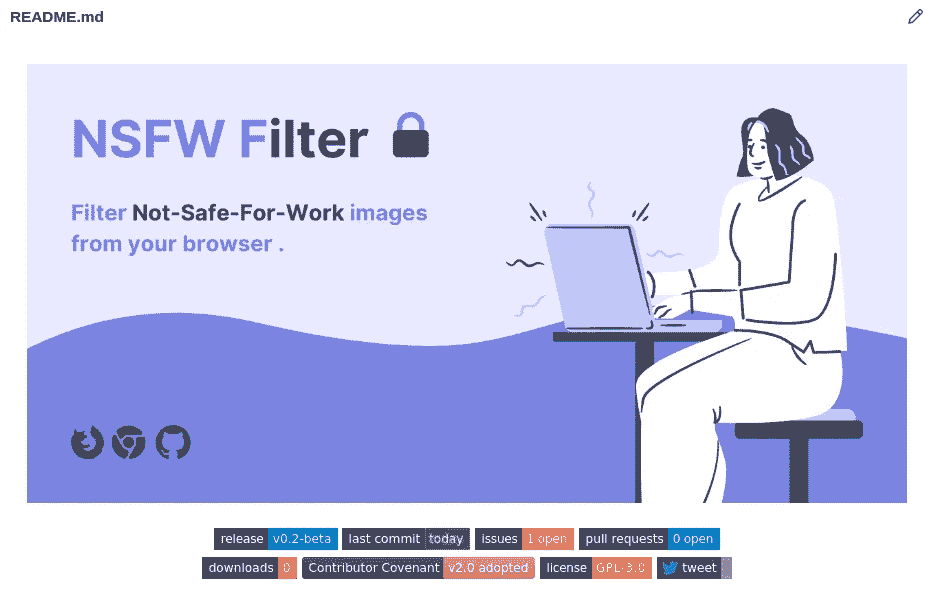 README.md
NSFW Filter
Filter Not-Safe-For-Work images
from your browser .
release v0.2-beta last commit today issues 1 open pull requests 0 open
downloads 0 Contributor Covenant v2.0 adopted license GPL-3.0 tweet